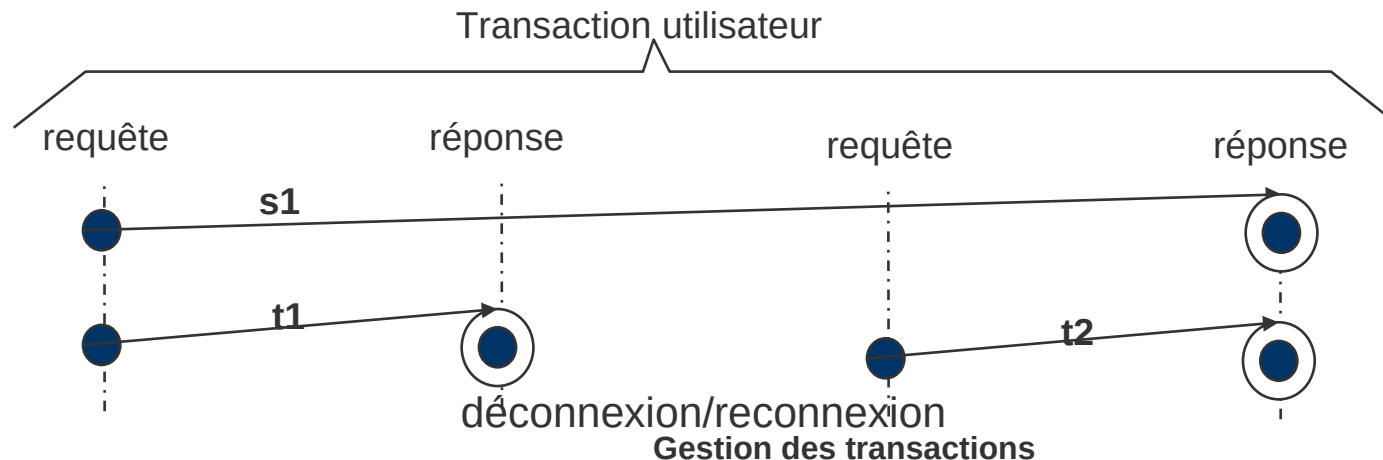 Transaction utilisateur
requête réponse requête réponse
s1
t1 t2
déconnexion/reconnexion
Gestion des transactions